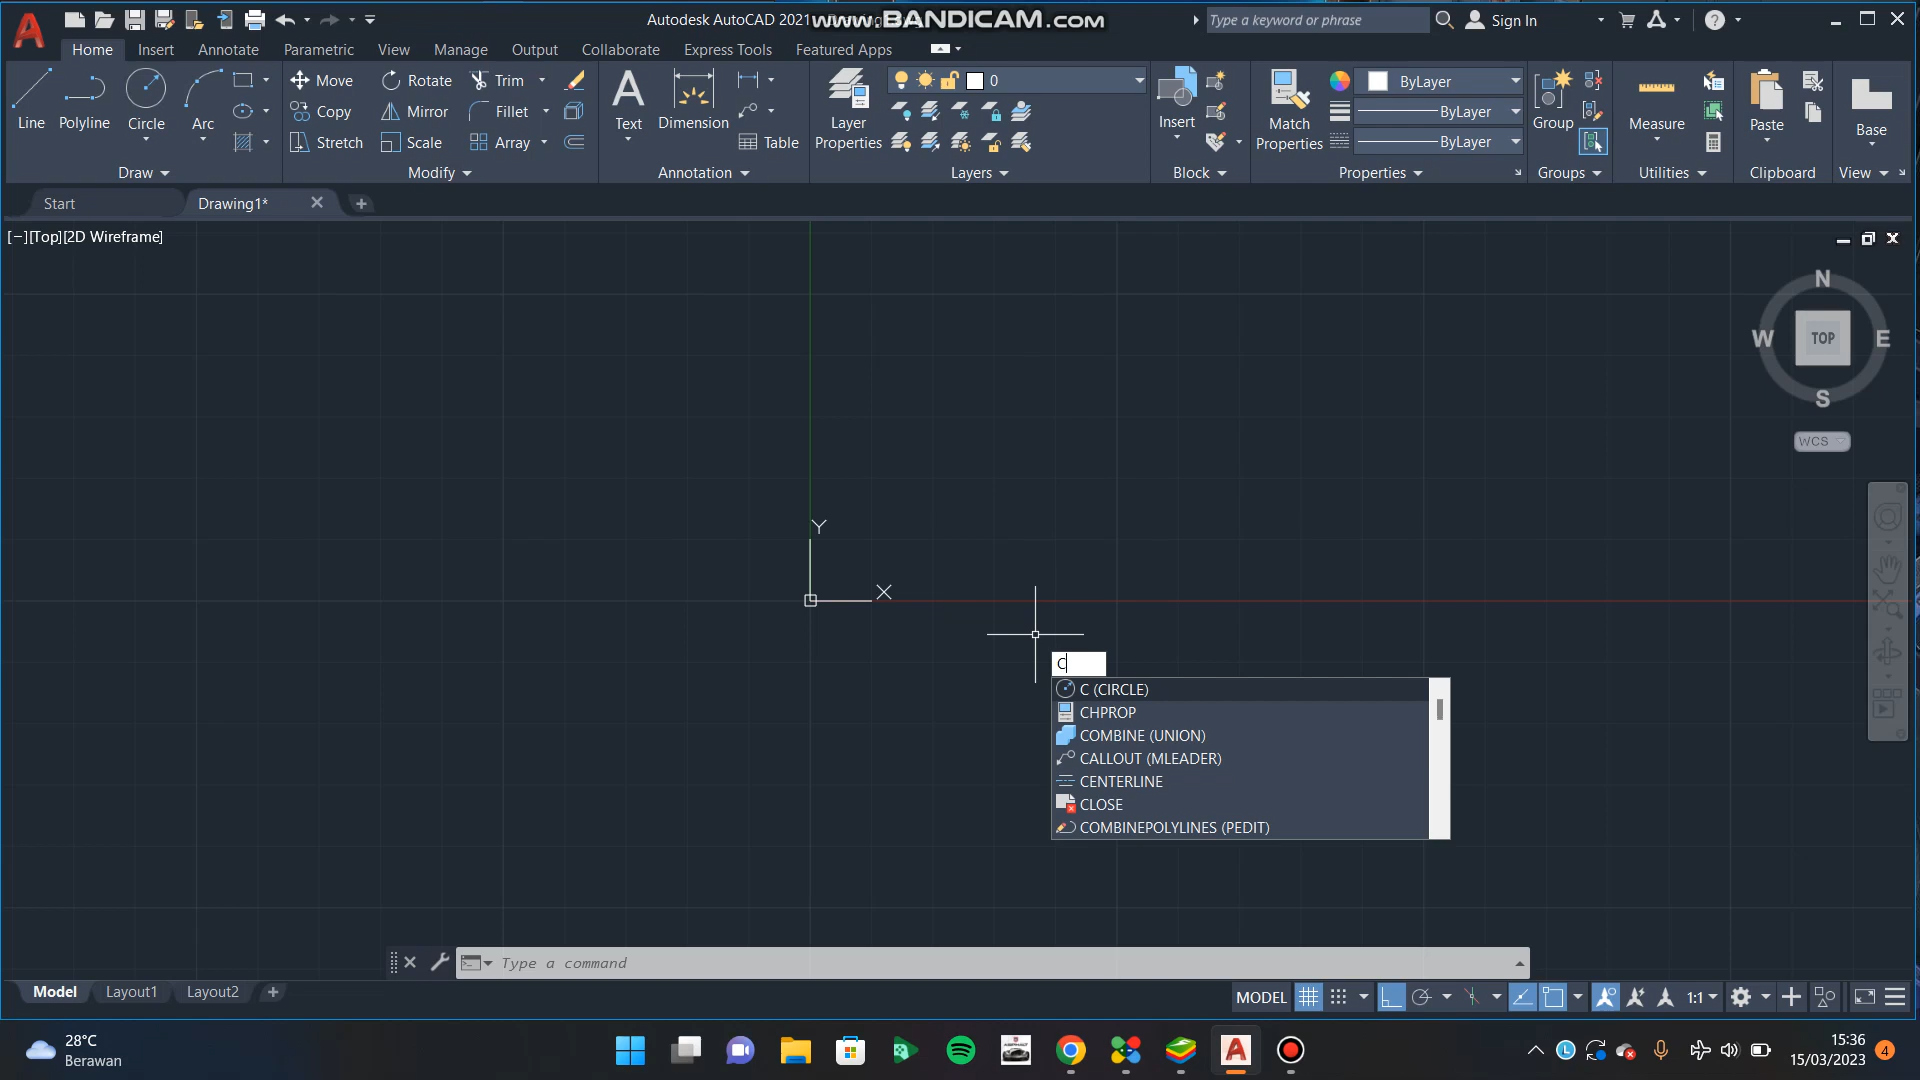 Autodesk AutoCAD 2021
www.BANDICAM.com
Type a keyword or phrase
Sign In
Home Insert Annotate Parametric View Manage Output Collaborate Express Tools Featured Apps
Move Rotate Trim 0 ByLayer
Line Polyline Circle Arc Copy Mirror Fillet Text Dimension Layer Properties Insert Match Properties ByLayer Group Measure Paste Base
Stretch Scale Array Table ByLayer
Draw Modify Annotation Layers Block Properties Groups Utilities Clipboard View
Start Drawing1*
[−][Top][2D Wireframe]
N
W TOP E
S
WCS
Y
X
C
C (CIRCLE)
CHPROP
COMBINE (UNION)
CALLOUT (MLEADER)
CENTERLINE
CLOSE
COMBINEPOLYLINES (PEDIT)
Type a command
Model Layout1 Layout2 + MODEL 1:1
28°C
Berawan
15:36
15/03/2023
4